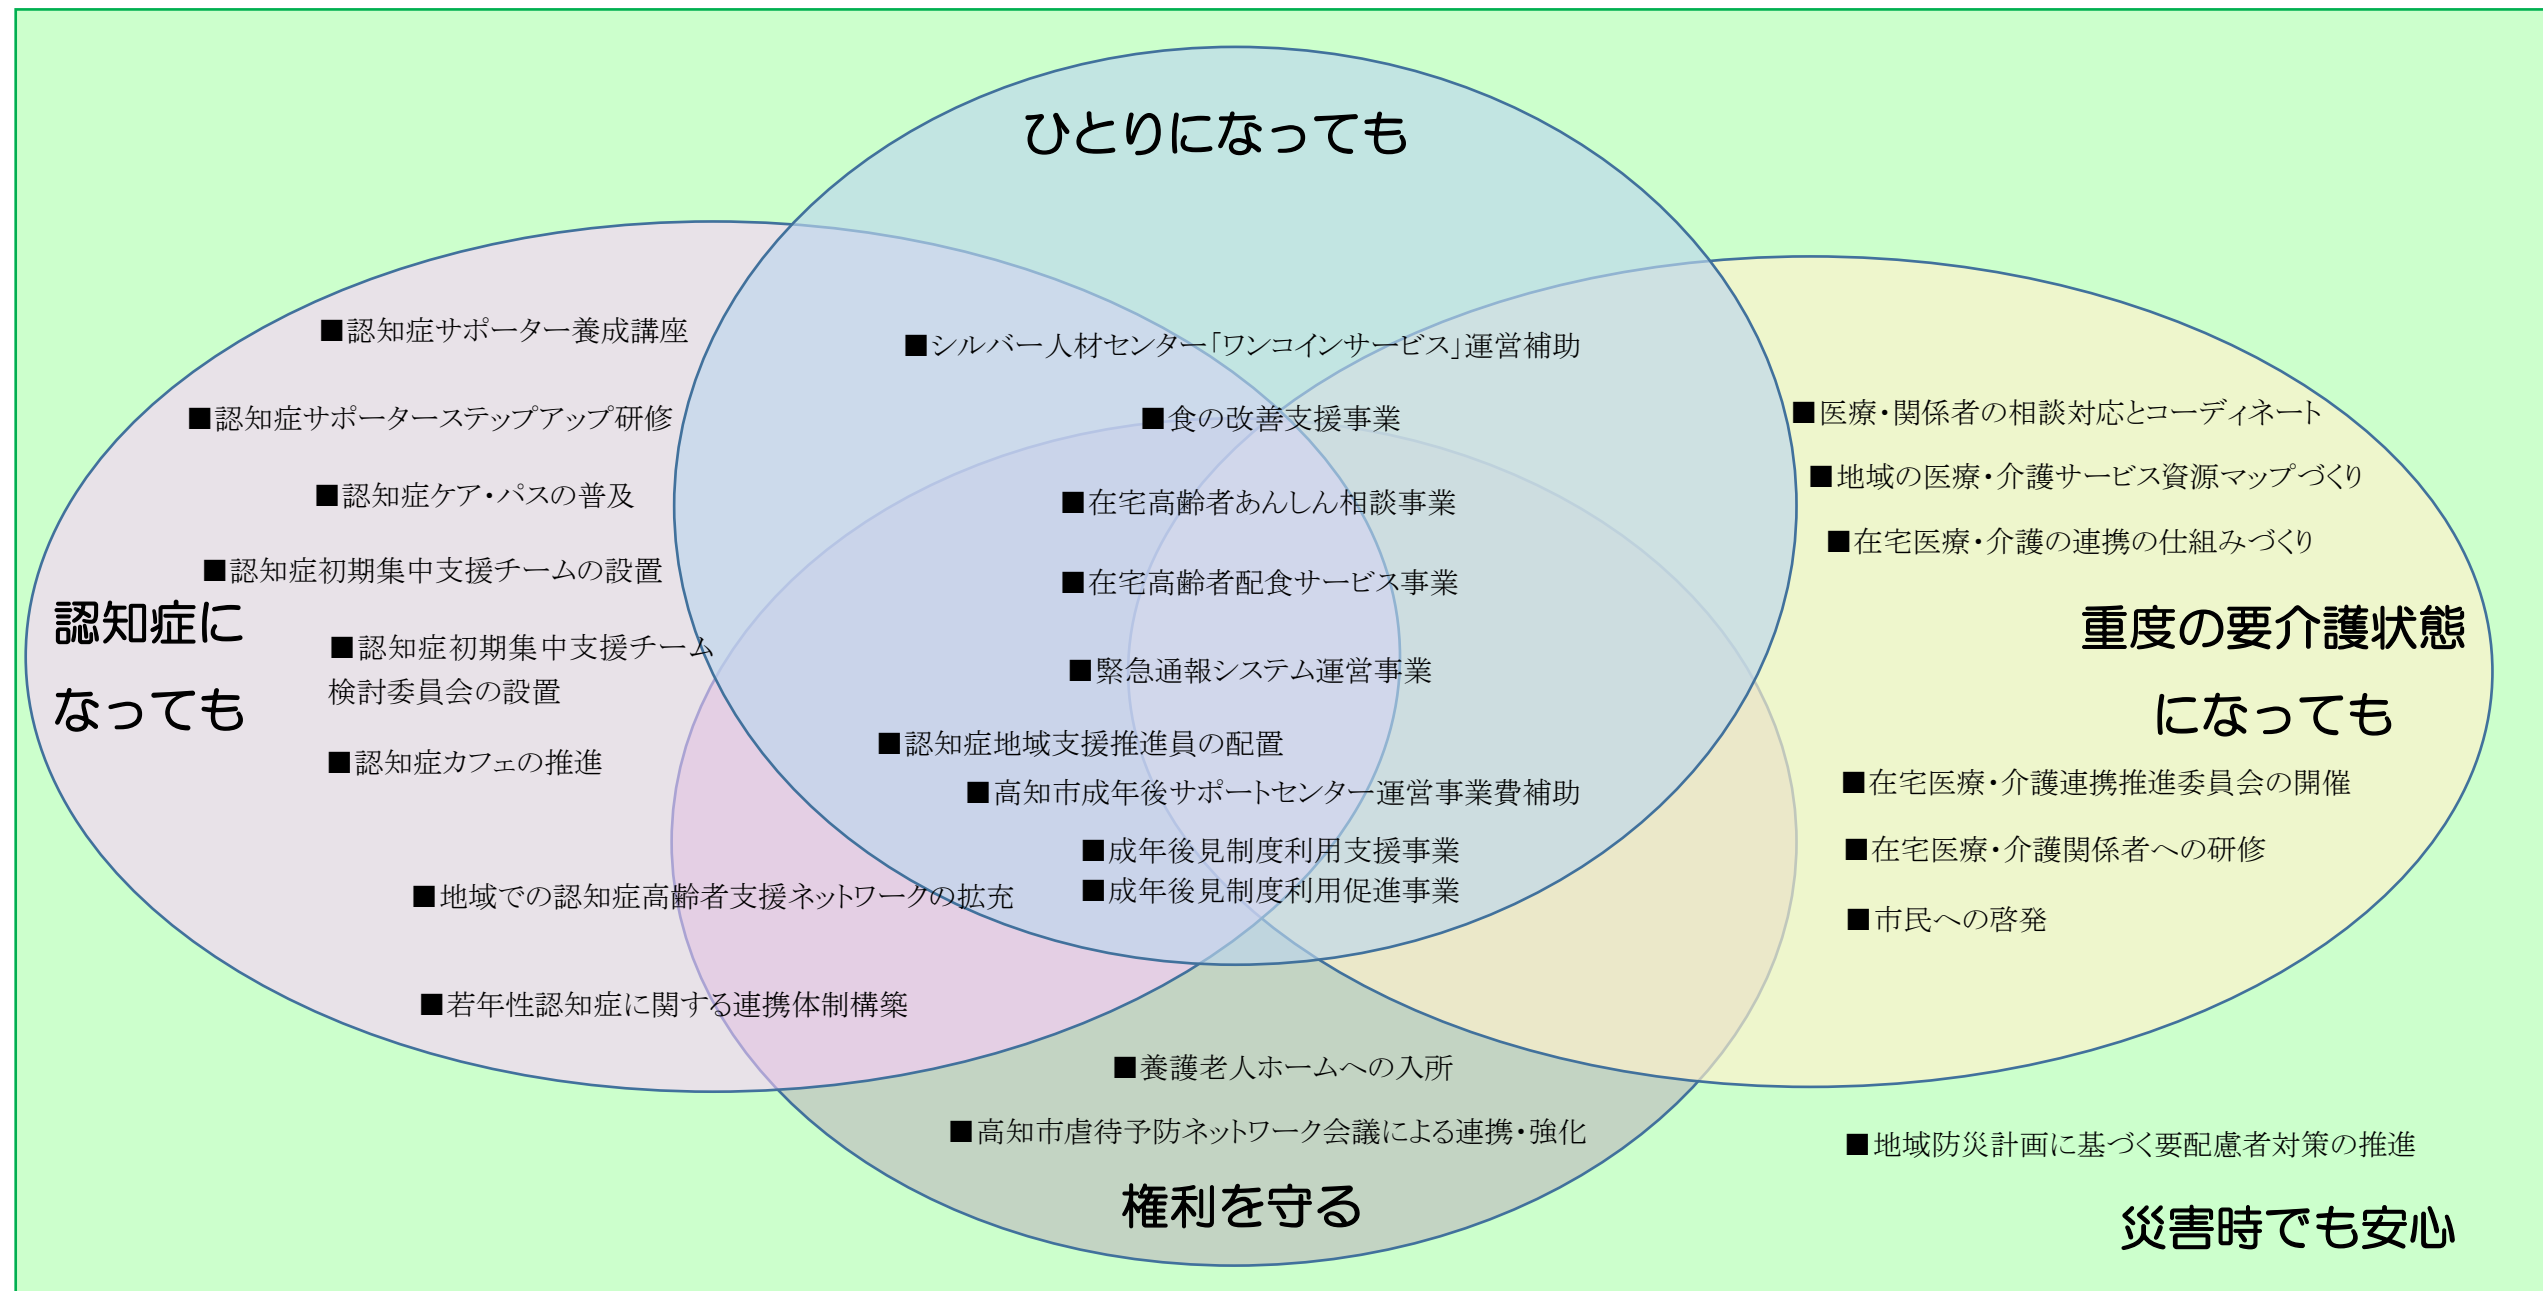 ひとりになっても
■認知症サポーター養成講座
■認知症サポーターステップアップ研修
■認知症ケア・パスの普及
■認知症初期集中支援チームの設置
認知症に
なっても
■認知症初期集中支援チーム
検討委員会の設置
■認知症カフェの推進
■地域での認知症高齢者支援ネットワークの拡充
■若年性認知症に関する連携体制構築
■シルバー人材センター「ワンコインサービス」運営補助
■食の改善支援事業
■在宅高齢者あんしん相談事業
■在宅高齢者配食サービス事業
■緊急通報システム運営事業
■認知症地域支援推進員の配置
■高知市成年後サポートセンター運営事業費補助
■成年後見制度利用支援事業
■成年後見制度利用促進事業
■医療・関係者の相談対応とコーディネート
■地域の医療・介護サービス資源マップづくり
■在宅医療・介護の連携の仕組みづくり
重度の要介護状態
になっても
■在宅医療・介護連携推進委員会の開催
■在宅医療・介護関係者への研修
■市民への啓発
■養護老人ホームへの入所
■高知市虐待予防ネットワーク会議による連携・強化
権利を守る
■地域防災計画に基づく要配慮者対策の推進
災害時でも安心